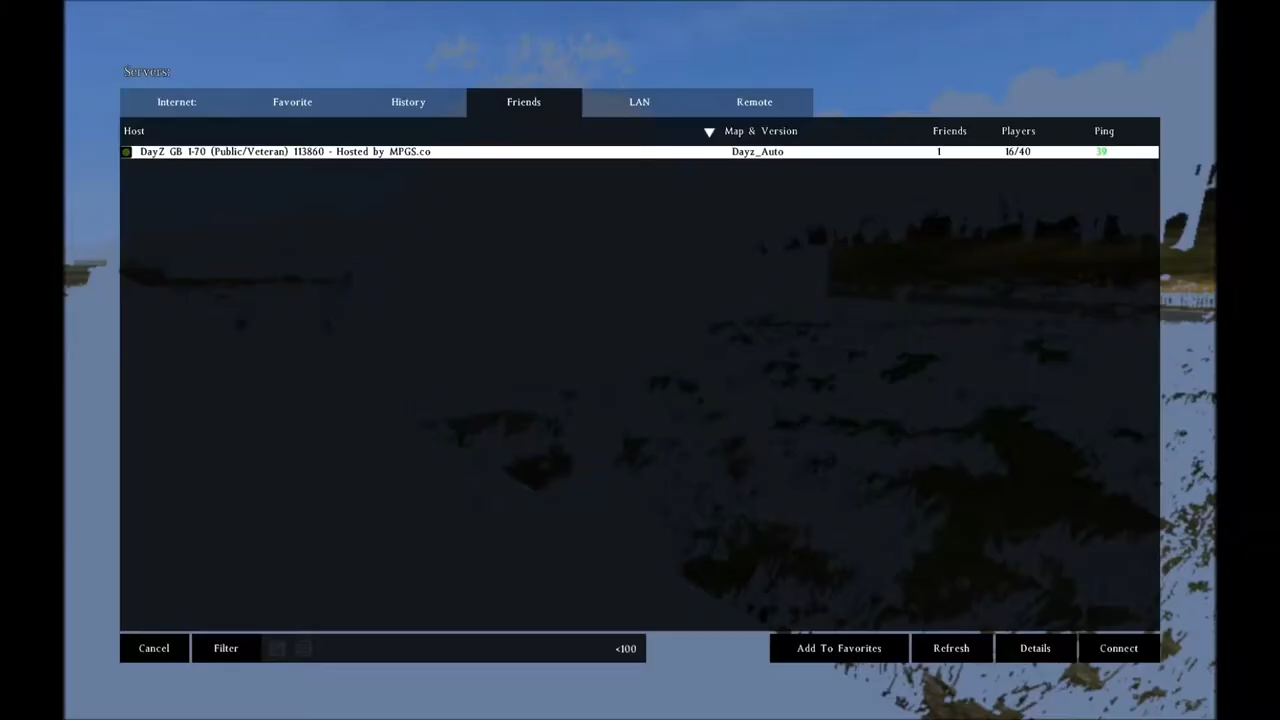 Servers:
Internet: Favorite History Friends LAN Remote
Host Map & Version Friends Players Ping
DayZ GB 1-70 (Public/Veteran) 113860 - Hosted by MPGS.co Dayz_Auto 1 16/40 39
Cancel Filter <100 Add To Favorites Refresh Details Connect